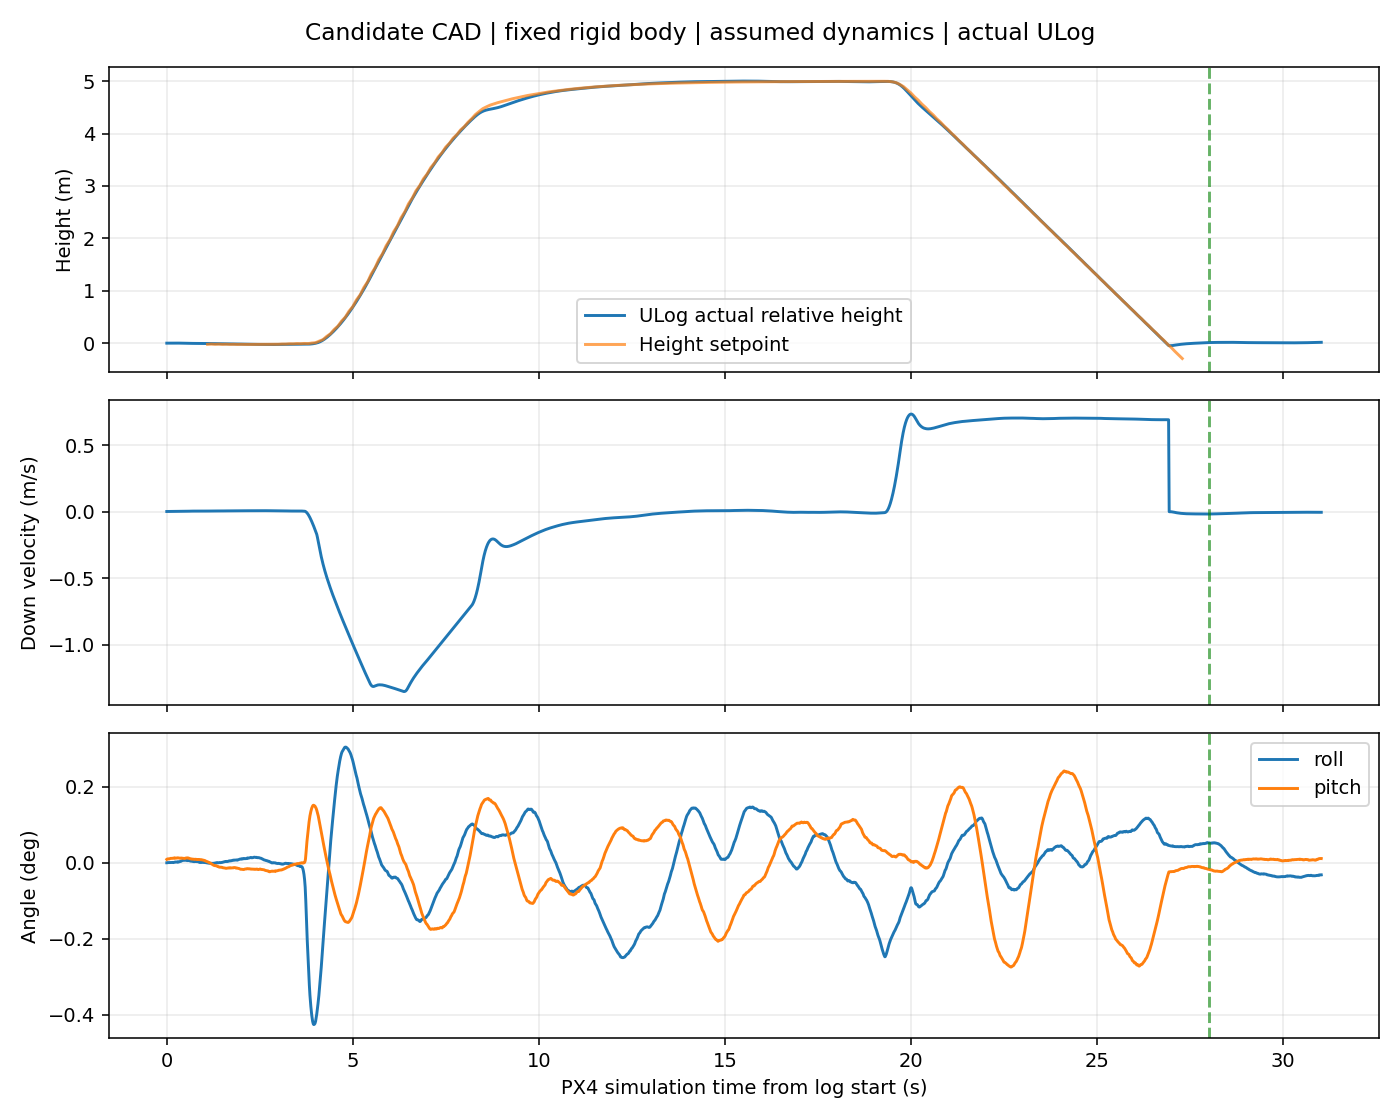 Candidate CAD | fixed rigid body | assumed dynamics | actual ULog
Height (m)
5
4
3
2
1
0
ULog actual relative height
Height setpoint
Down velocity (m/s)
0.5
0.0
−0.5
−1.0
Angle (deg)
0.2
0.0
−0.2
−0.4
roll
pitch
0
5
10
15
20
25
30
PX4 simulation time from log start (s)